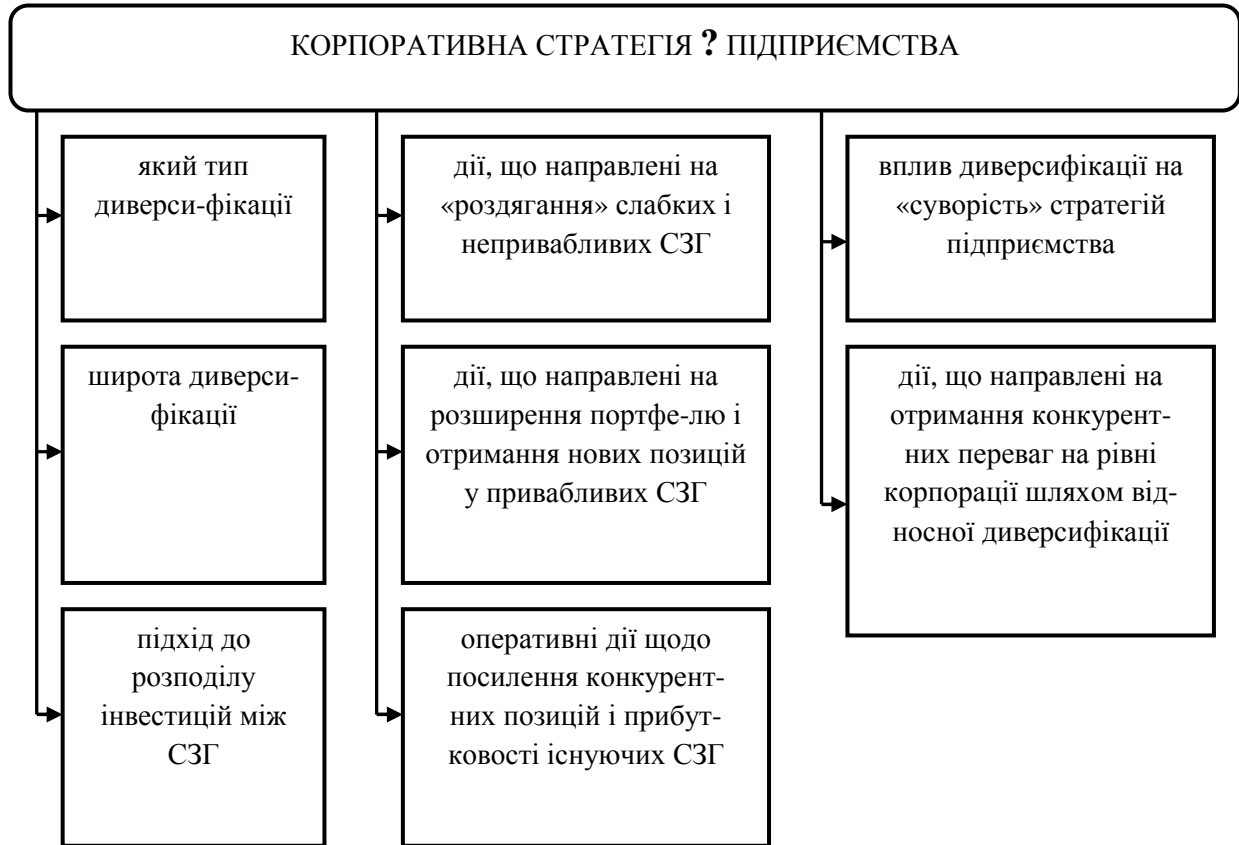 КОРПОРАТИВНА СТРАТЕГІЯ ? ПІДПРИЄМСТВА
який тип
диверси-фікації
широта диверси-
фікації
підхід до
розподілу
інвестицій між
СЗГ
дії, що направлені на
«роздягання» слабких і
непривабливих СЗГ
дії, що направлені на
розширення портфе-лю і
отримання нових позицій
у привабливих СЗГ
оперативні дії щодо
посилення конкурент-
них позицій і прибут-
ковості існуючих СЗГ
вплив диверсифікації на
«суворість» стратегій
підприємства
дії, що направлені на
отримання конкурент-
них переваг на рівні
корпорації шляхом від-
носної диверсифікації